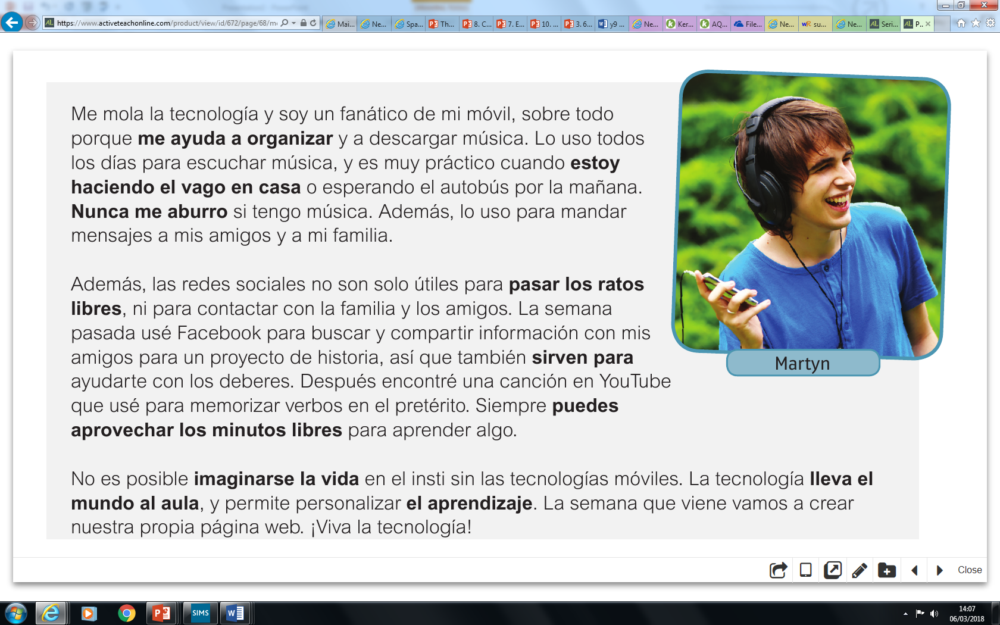 https://www.activeteachonline.com/product/view/id/672/page/68/m
Mai...
Ne...
Spa...
Th...
8. C...
7. E...
10. ...
3. 6...
y9 ...
Ne...
Ker...
AQ...
File...
Ne...
su...
Ne...
Seri...
P...
Me mola la tecnología y soy un fanático de mi móvil, sobre todo
porque me ayuda a organizar y a descargar música. Lo uso todos
los días para escuchar música, y es muy práctico cuando estoy
haciendo el vago en casa o esperando el autobús por la mañana.
Nunca me aburro si tengo música. Además, lo uso para mandar
mensajes a mis amigos y a mi familia.
Además, las redes sociales no son solo útiles para pasar los ratos
libres, ni para contactar con la familia y los amigos. La semana
pasada usé Facebook para buscar y compartir información con mis
amigos para un proyecto de historia, así que también sirven para
ayudarte con los deberes. Después encontré una canción en YouTube
que usé para memorizar verbos en el pretérito. Siempre puedes
aprovechar los minutos libres para aprender algo.
No es posible imaginarse la vida en el insti sin las tecnologías móviles. La tecnología lleva el
mundo al aula, y permite personalizar el aprendizaje. La semana que viene vamos a crear
nuestra propia página web. ¡Viva la tecnología!
Martyn
Close
SIMS
14:07
06/03/2018